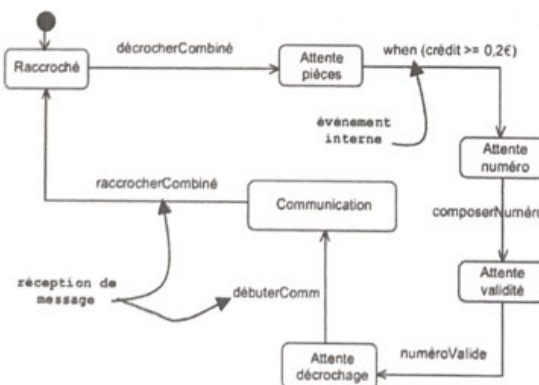 décrocherCombiné
Raccroché
Attente
pièces
when (crédit >= 0,2€)
événement
interne
Attente
numéro
raccrocherCombiné
Communication
composerNuméro
réception de
message
débuterComm
Attente
validité
numéroValide
Attente
décrochage